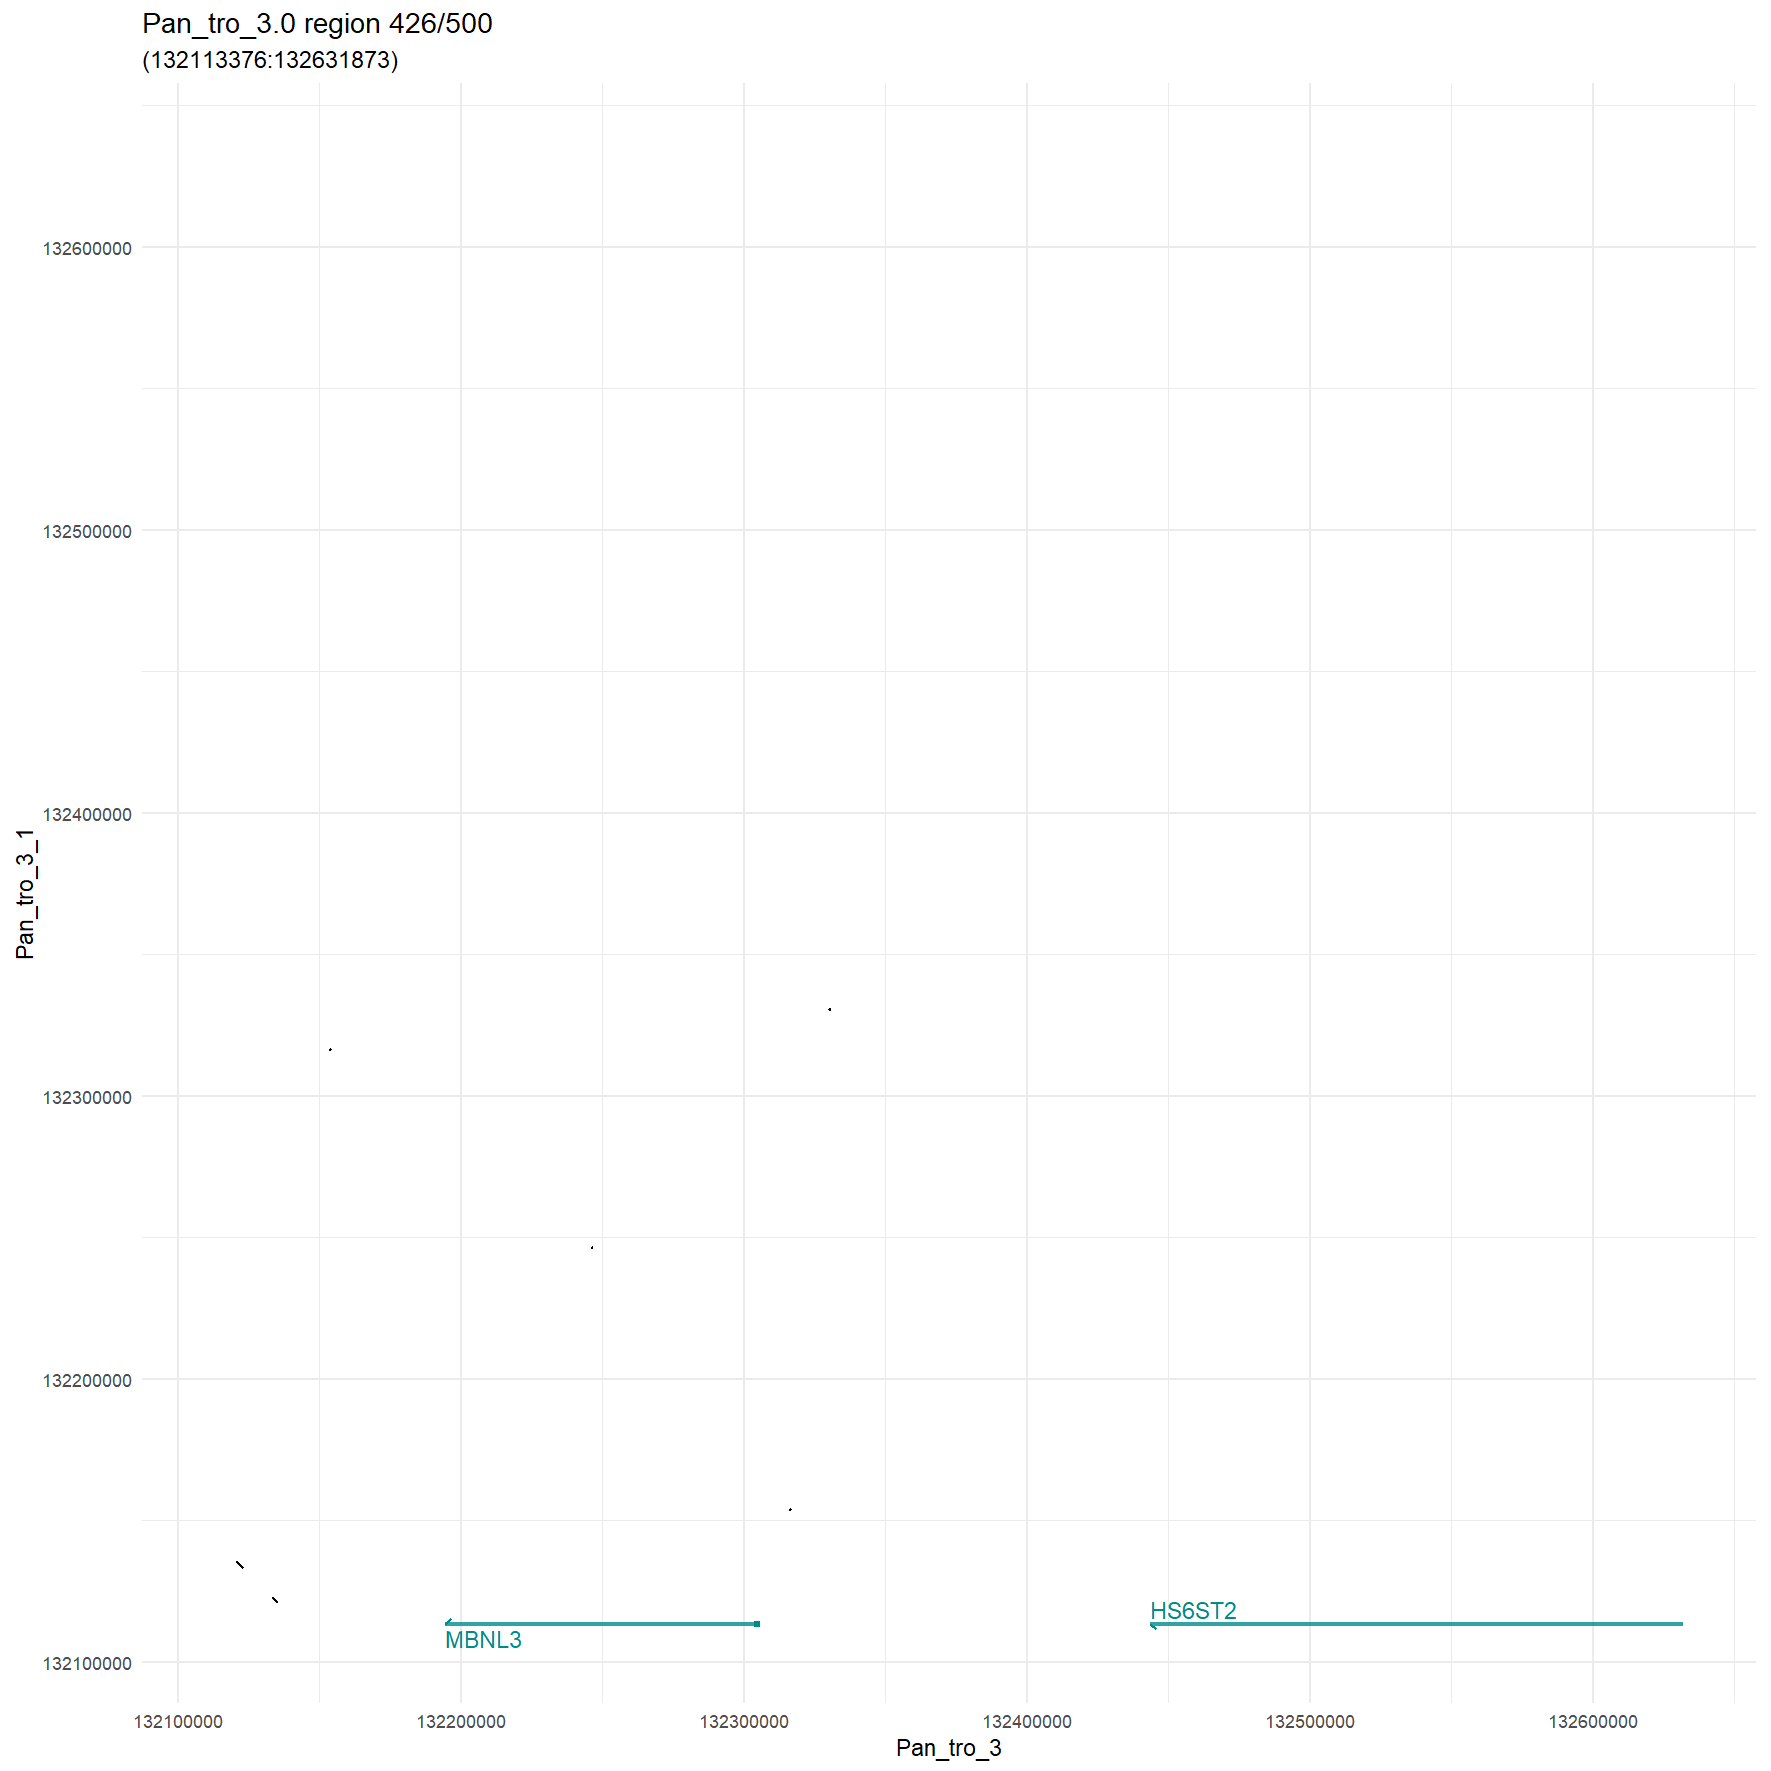 Pan_tro_3.0 region 426/500
(132113376:132631873)
132600000
132500000
132400000
Pan_tro_3_1
132300000
132200000
HS6ST2
MBNL3
132100000
132100000 132200000 132300000 132400000 132500000 132600000
Pan_tro_3